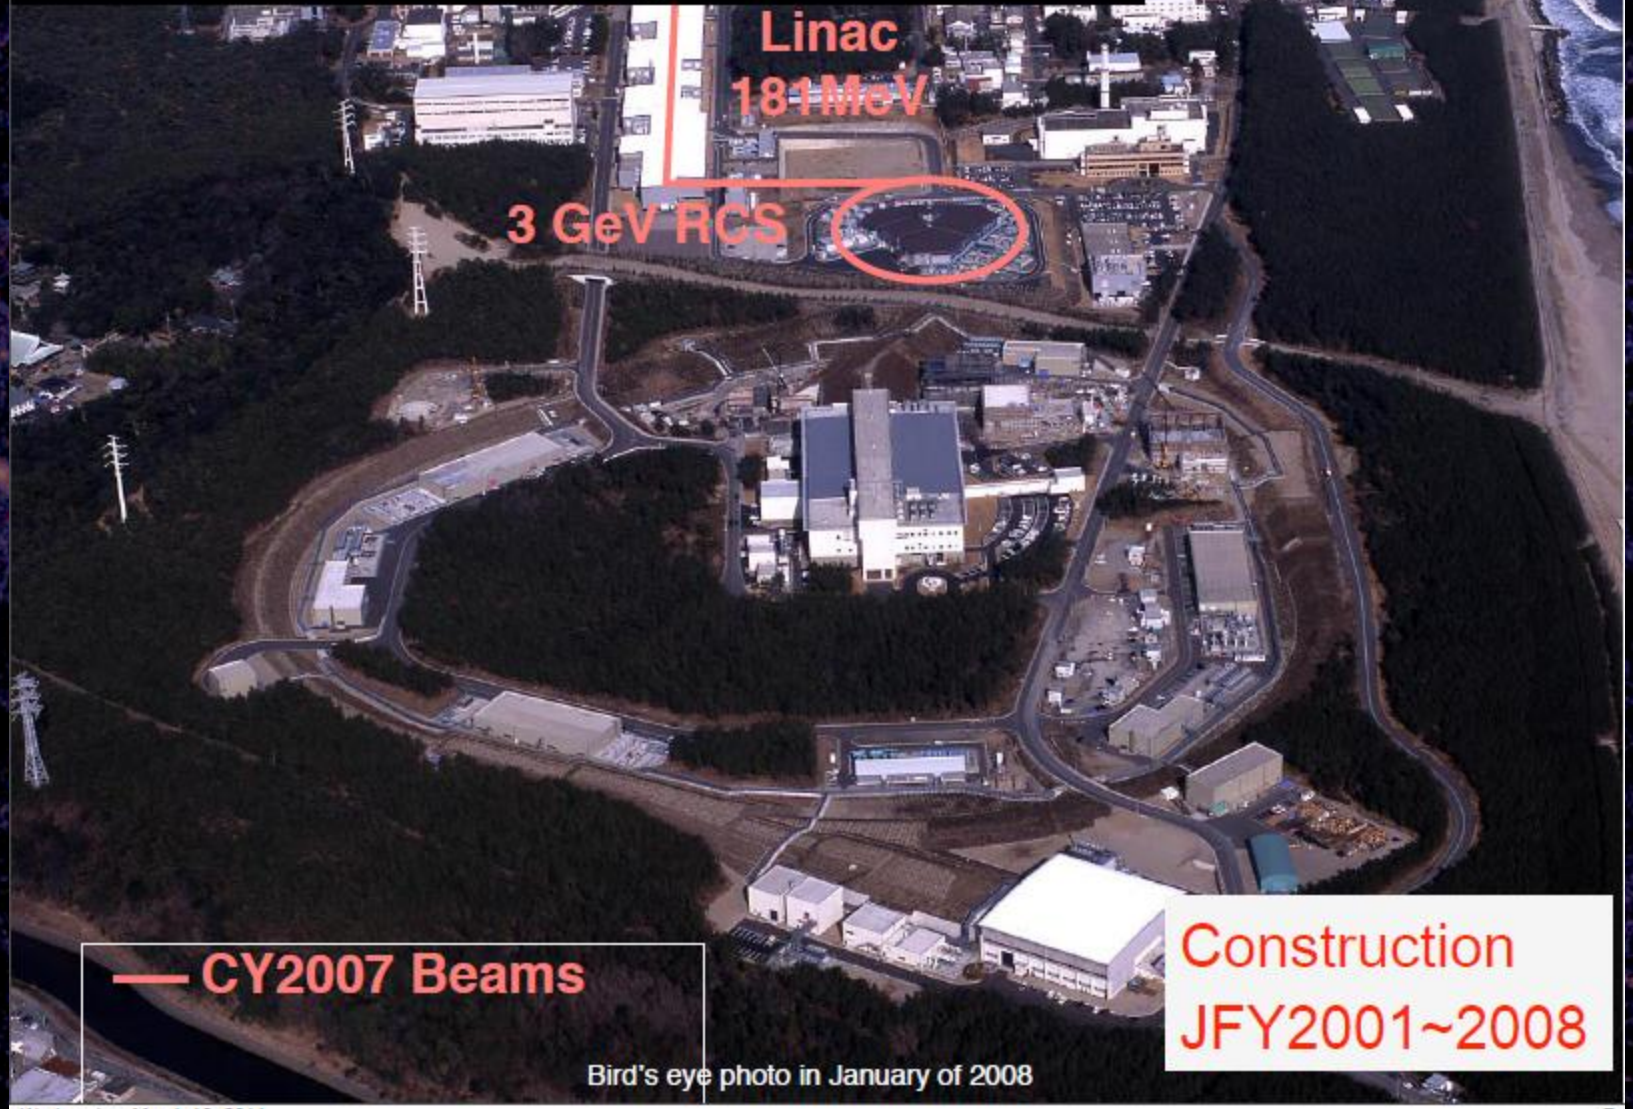 Linac
181MeV
3 GeV RCS
CY2007 Beams
Construction
JFY2001~2008
Bird's eye photo in January of 2008